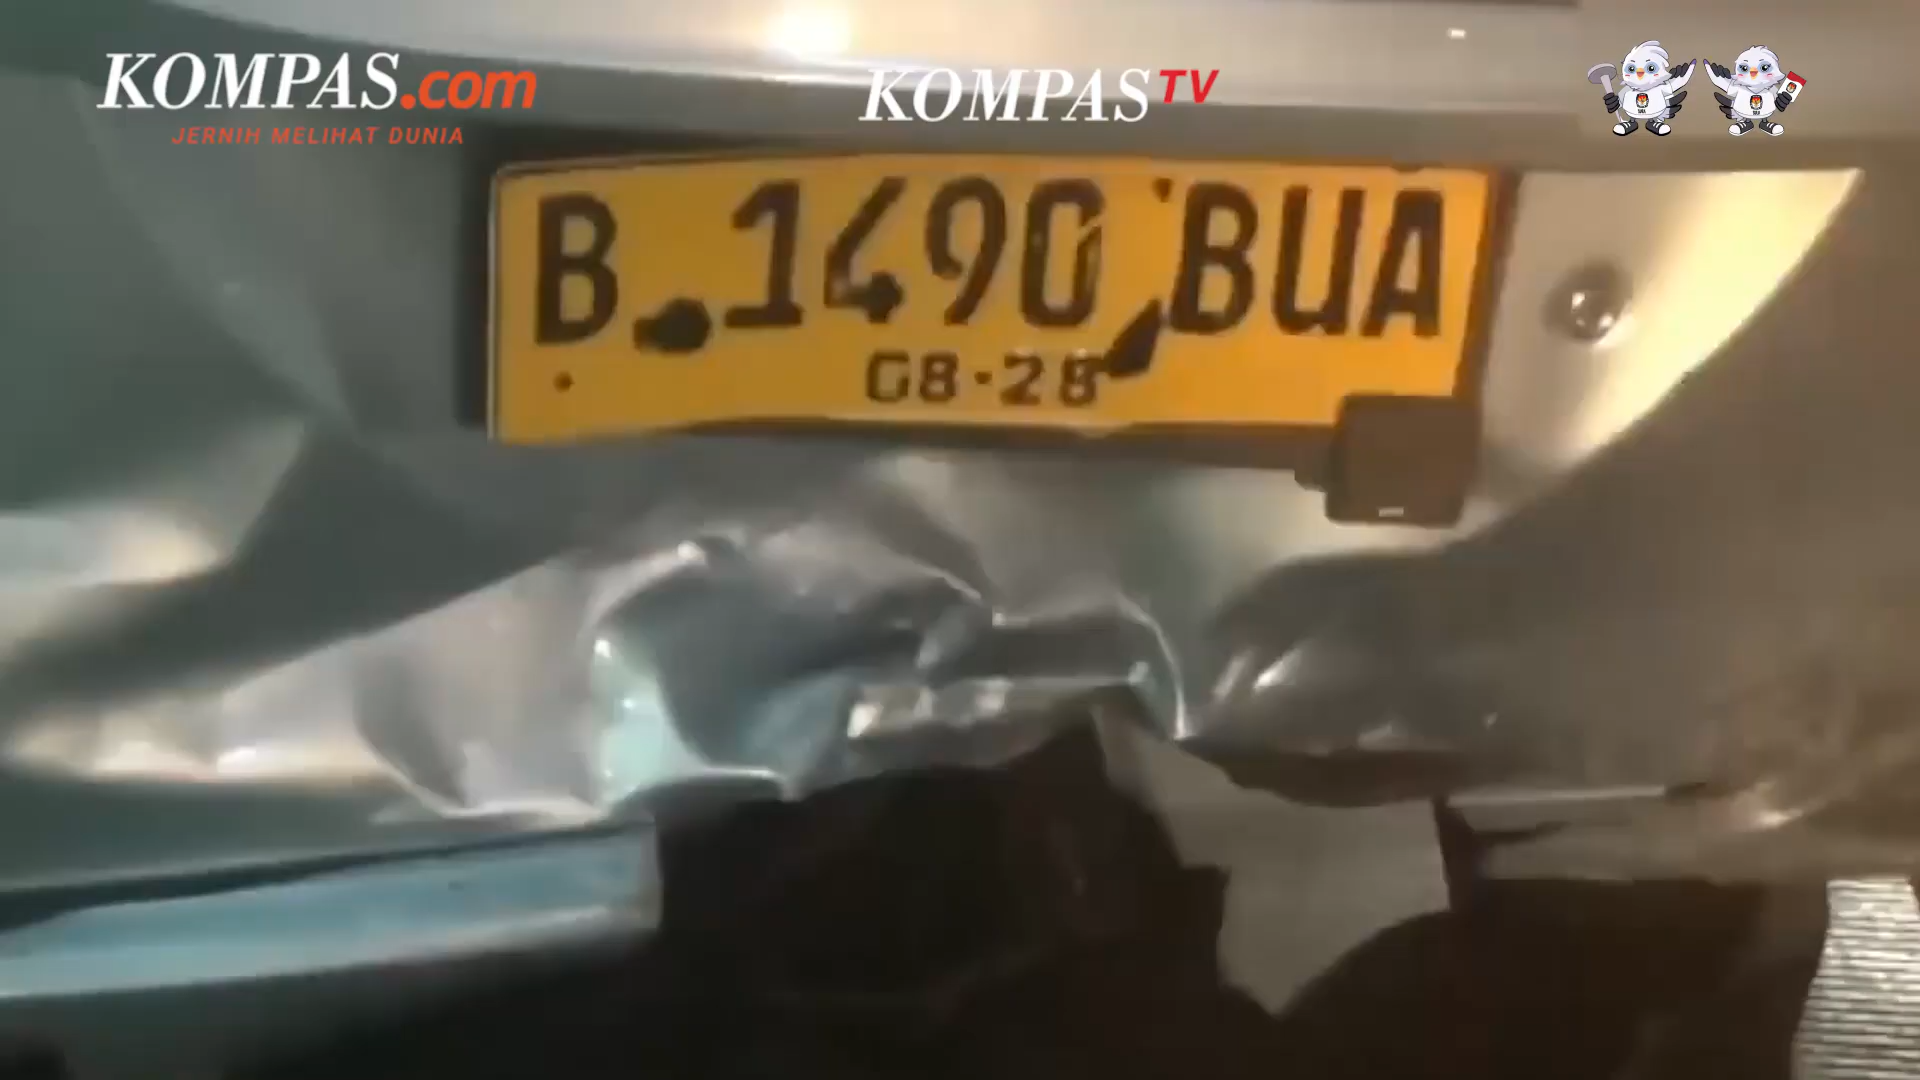 KOMPAS.com
JERNIH MELIHAT DUNIA
KOMPAS TV
B 1490 BUA
08·28